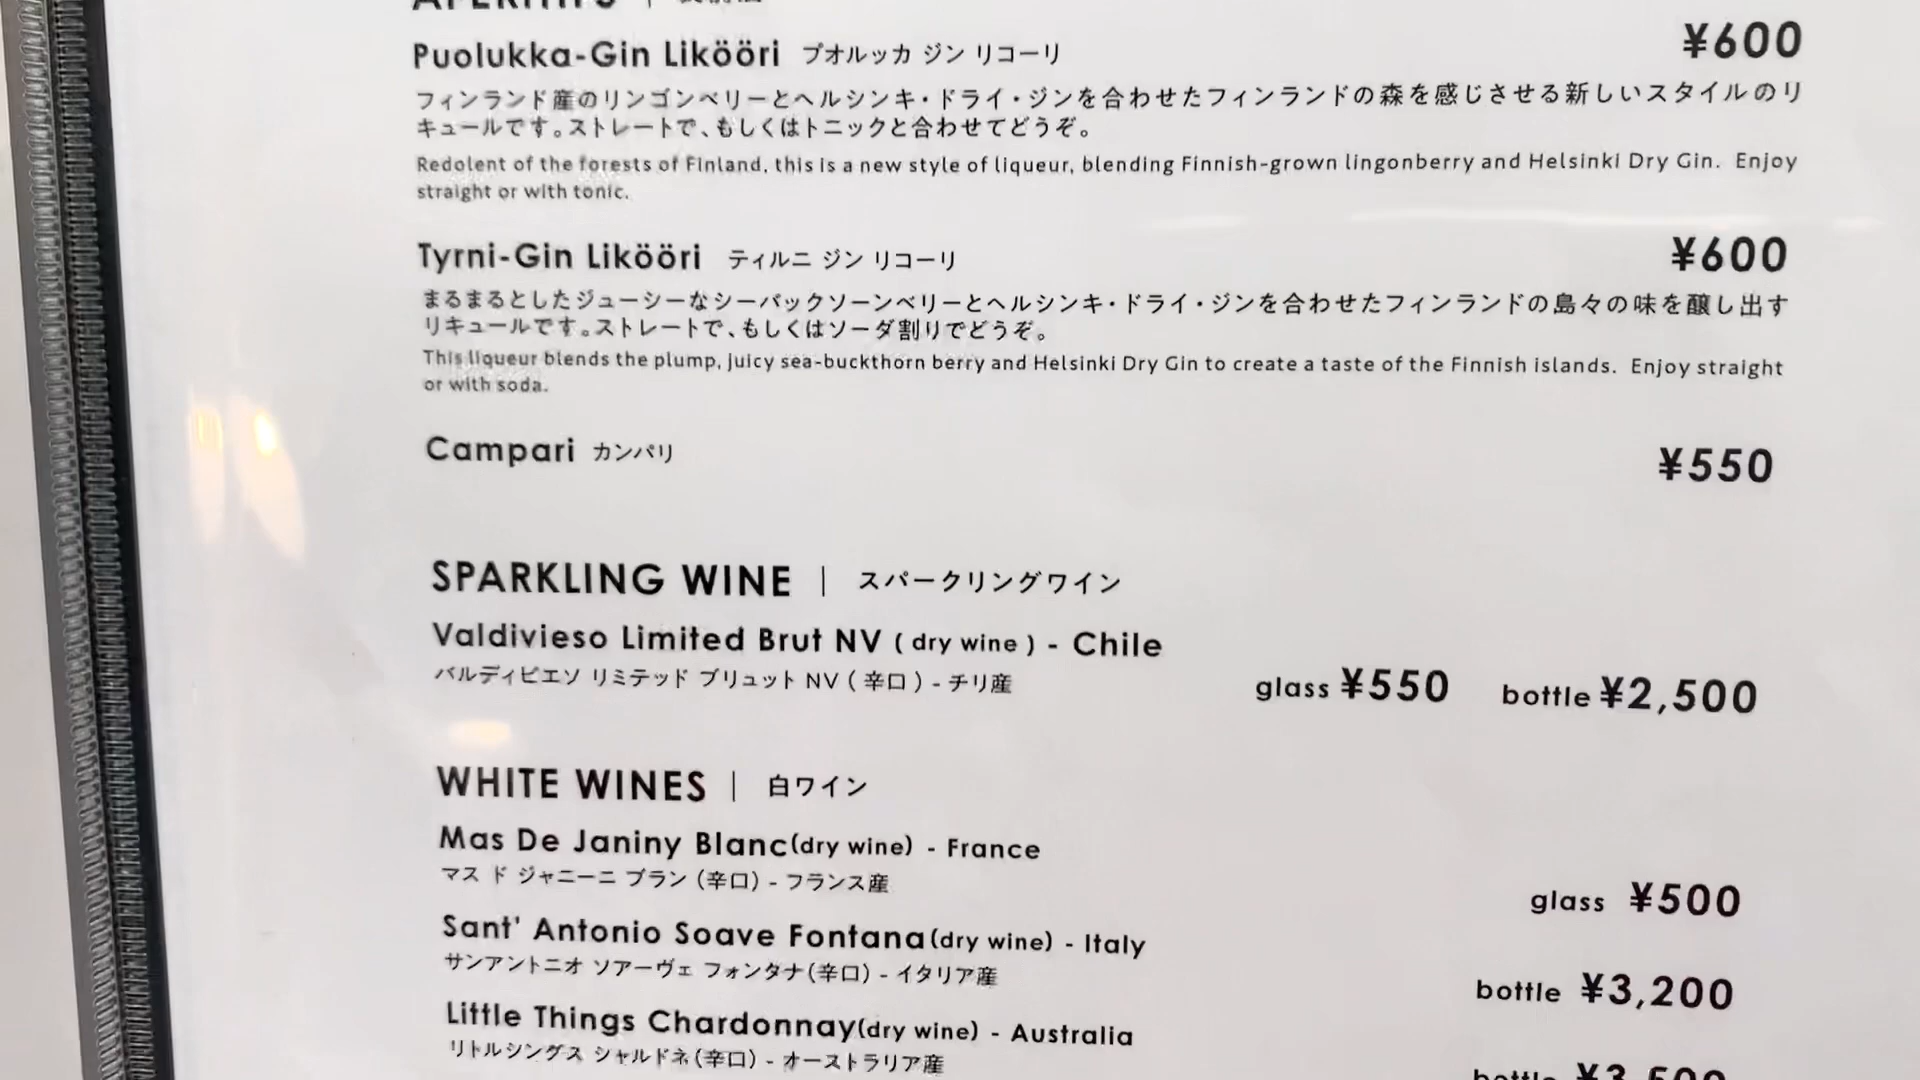 APERITIFS | 食前酒
Puolukka-Gin Likööri プオルッカ ジン リコーリ ¥600
フィンランド産のリンゴンベリーとヘルシンキ・ドライ・ジンを合わせたフィンランドの森を感じさせる新しいスタイルのリ
キュールです。ストレートで、もしくはトニックと合わせてどうぞ。
Redolent of the forests of Finland, this is a new style of liqueur, blending Finnish-grown lingonberry and Helsinki Dry Gin. Enjoy
straight or with tonic.
Tyrni-Gin Likööri ティルニ ジン リコーリ ¥600
まるまるとしたジューシーなシーバックソーンベリーとヘルシンキ・ドライ・ジンを合わせたフィンランドの島々の味を醸し出す
リキュールです。ストレートで、もしくはソーダ割りでどうぞ。
This liqueur blends the plump, juicy sea-buckthorn berry and Helsinki Dry Gin to create a taste of the Finnish islands. Enjoy straight
or with soda.
Campari カンパリ ¥550
SPARKLING WINE | スパークリングワイン
Valdivieso Limited Brut NV ( dry wine ) - Chile
バルディビエソ リミテッド ブリュット NV ( 辛口 ) - チリ産 glass ¥550 bottle ¥2,500
WHITE WINES | 白ワイン
Mas De Janiny Blanc(dry wine) - France
マス ド ジャニーニ ブラン (辛口) - フランス産 glass ¥500
Sant' Antonio Soave Fontana(dry wine) - Italy
サンアントニオ ソアーヴェ フォンタナ(辛口) - イタリア産 bottle ¥3,200
Little Things Chardonnay(dry wine) - Australia
リトルシングス シャルドネ(辛口) - オーストラリア産 bottle ¥3,500